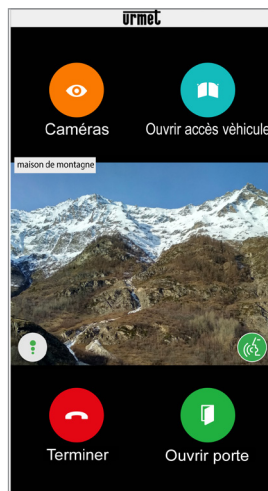 urmet
Caméras
Ouvrir accès vèhicule
maison de montagne
Terminer
Ouvrir porte